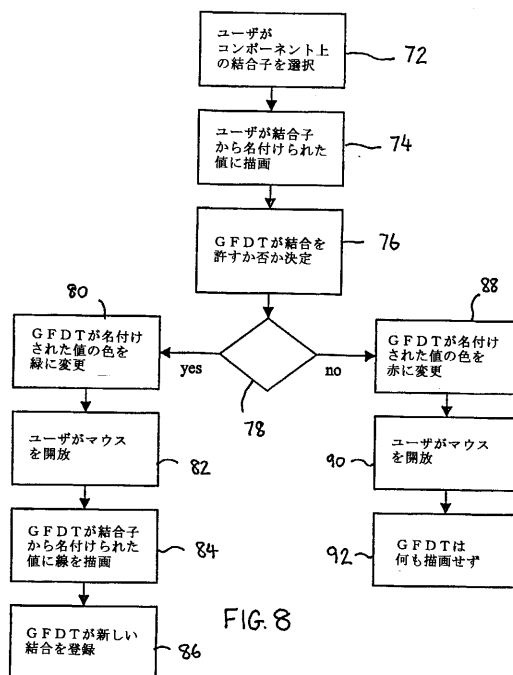 ユーザが
コンポーネント上
の結合子を選択
72
ユーザが結合子
から名付けられた
値に描画
74
GFDTが結合を
許すか否か決定
76
80
GFDTが名付け
された値の色を
緑に変更
yes
78
no
88
GFDTが名付け
された値の色を
赤に変更
ユーザがマウス
を開放
82
ユーザがマウス
を開放
90
GFDTが結合子
から名付けられた
値に線を描画
84
GFDTは
何も描画せず
92
GFDTが新しい
結合を登録
86
FIG. 8